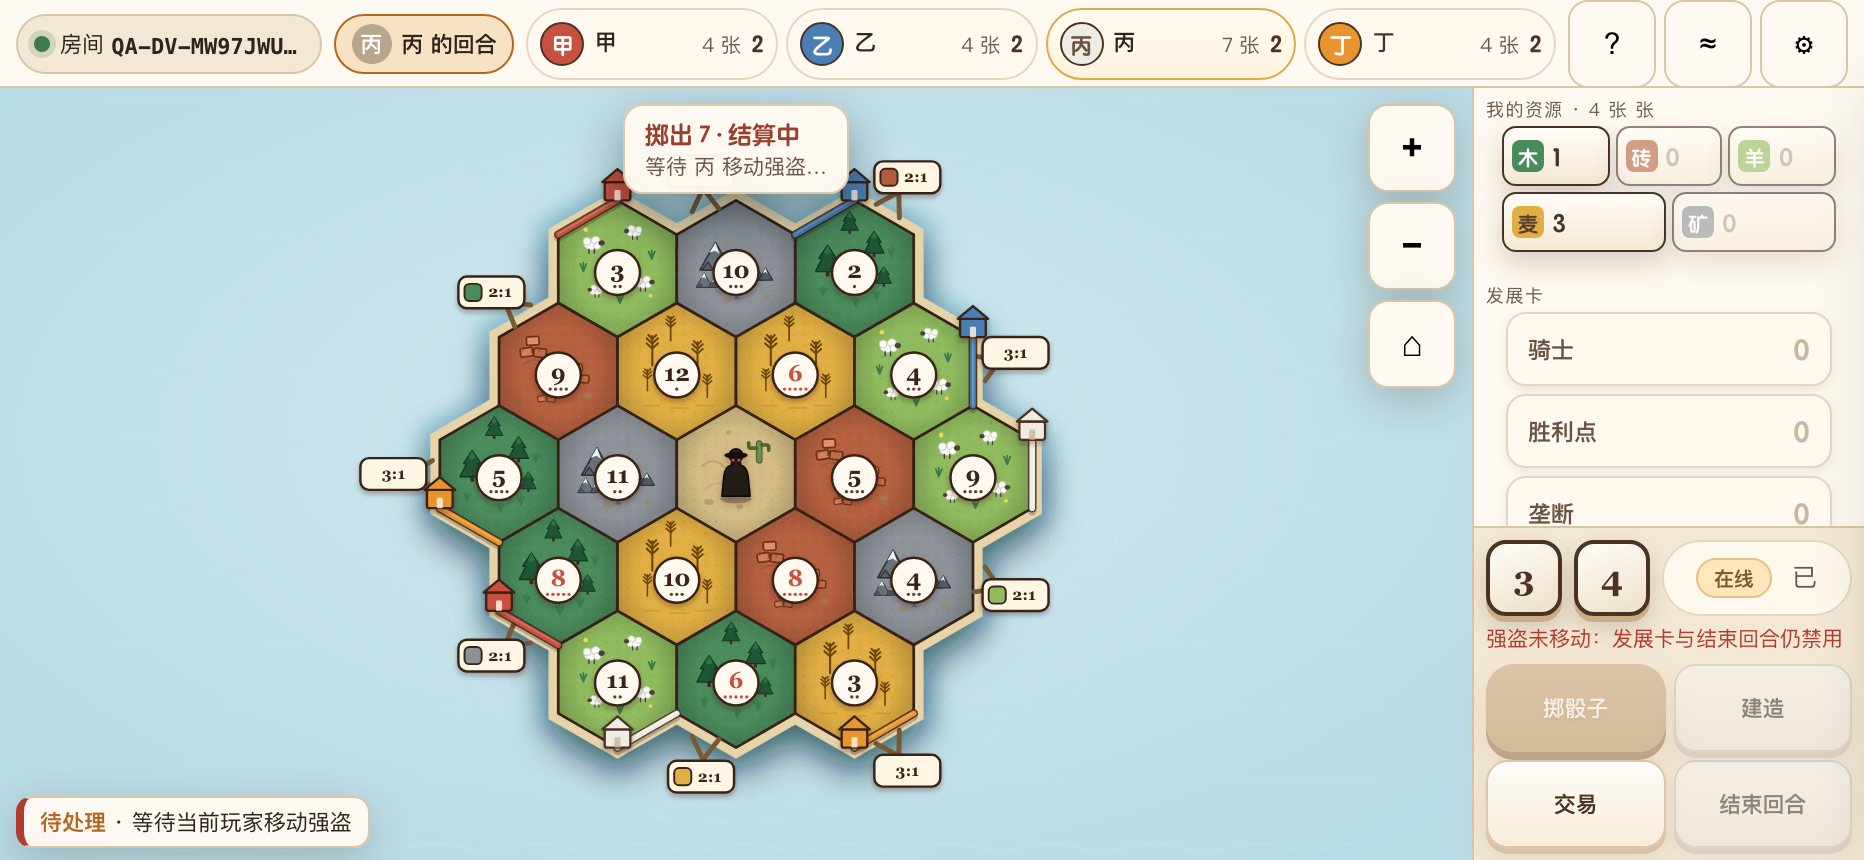 房间 QA-DV-MW97JWU…
丙 丙 的回合
甲 甲 4 张 2
乙 乙 4 张 2
丙 丙 7 张 2
丁 丁 4 张 2
? ≈ ⚙
掷出 7 · 结算中
等待 丙 移动强盗…
2:1
3 10 2
2:1
3:1
9 12 6 4
3:1
5 11 5 9
8 10 8 4
2:1
2:1
11 6 3
2:1
3:1
+
−
⌂
待处理 · 等待当前玩家移动强盗
我的资源 · 4 张 张
木 1 砖 0 羊 0
麦 3 矿 0
发展卡
骑士 0
胜利点 0
垄断 0
3 4 在线 已
强盗未移动：发展卡与结束回合仍禁用
掷骰子 建造
交易 结束回合